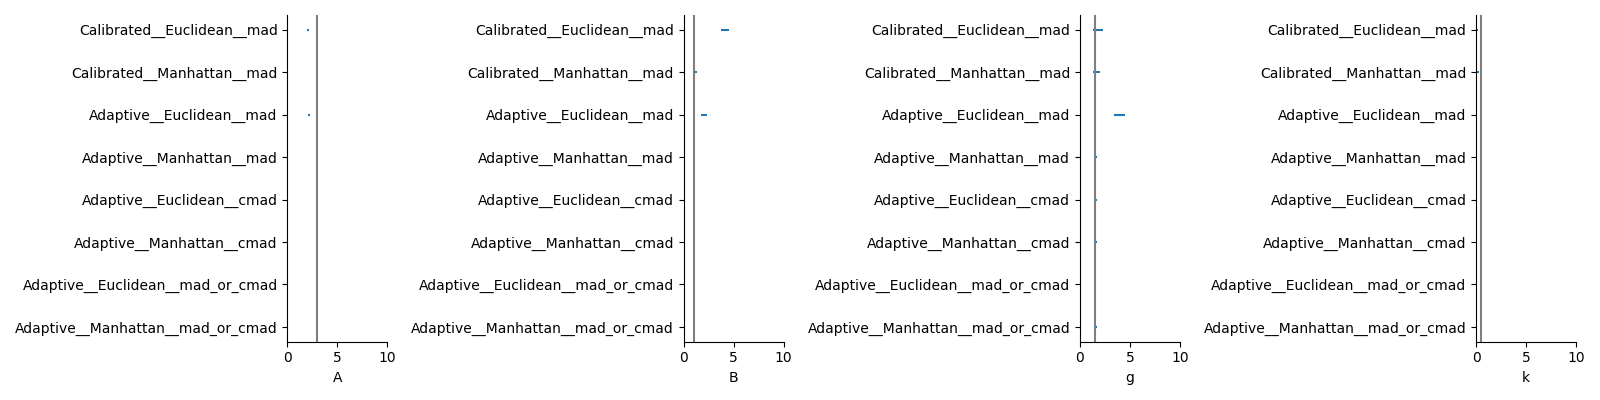 Calibrated__Euclidean__mad
Calibrated__Manhattan__mad
Adaptive__Euclidean__mad
Adaptive__Manhattan__mad
Adaptive__Euclidean__cmad
Adaptive__Manhattan__cmad
Adaptive__Euclidean__mad_or_cmad
Adaptive__Manhattan__mad_or_cmad
0 5 10
A
Calibrated__Euclidean__mad
Calibrated__Manhattan__mad
Adaptive__Euclidean__mad
Adaptive__Manhattan__mad
Adaptive__Euclidean__cmad
Adaptive__Manhattan__cmad
Adaptive__Euclidean__mad_or_cmad
Adaptive__Manhattan__mad_or_cmad
0 5 10
B
Calibrated__Euclidean__mad
Calibrated__Manhattan__mad
Adaptive__Euclidean__mad
Adaptive__Manhattan__mad
Adaptive__Euclidean__cmad
Adaptive__Manhattan__cmad
Adaptive__Euclidean__mad_or_cmad
Adaptive__Manhattan__mad_or_cmad
0 5 10
g
Calibrated__Euclidean__mad
Calibrated__Manhattan__mad
Adaptive__Euclidean__mad
Adaptive__Manhattan__mad
Adaptive__Euclidean__cmad
Adaptive__Manhattan__cmad
Adaptive__Euclidean__mad_or_cmad
Adaptive__Manhattan__mad_or_cmad
0 5 10
k